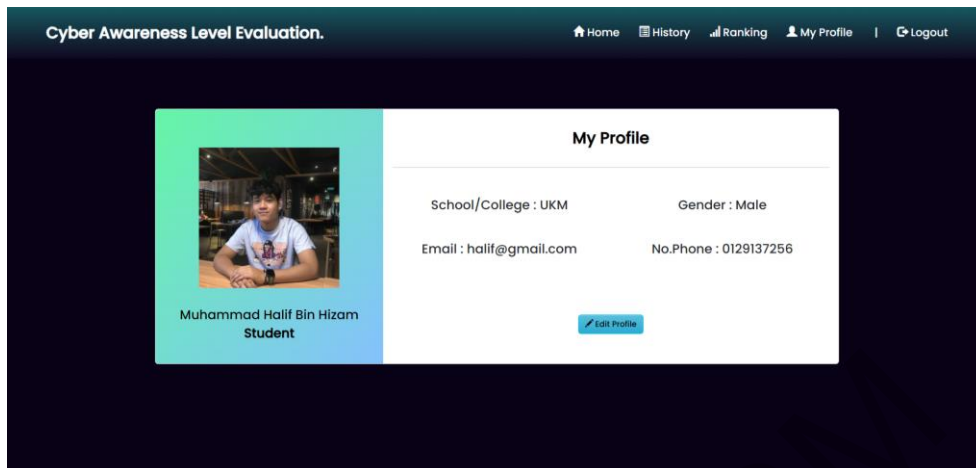 Cyber Awareness Level Evaluation.
Home History Ranking My Profile | Logout
My Profile
School/College : UKM Gender : Male
Email : halif@gmail.com No.Phone : 0129137256
Edit Profile
Muhammad Halif Bin Hizam
Student